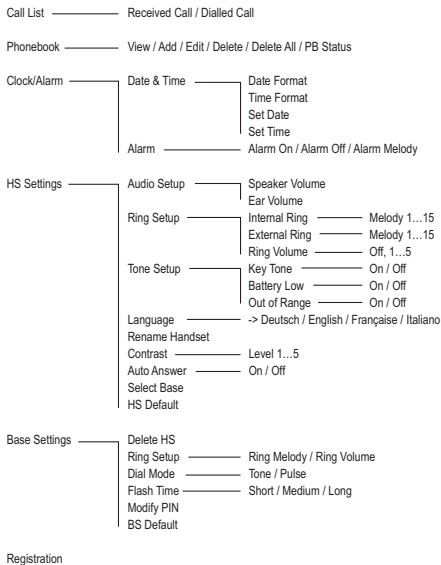 Call List Received Call / Dialled Call
Phonebook View / Add / Edit / Delete / Delete All / PB Status
Clock/Alarm Date & Time Date Format
Time Format
Set Date
Set Time
Alarm Alarm On / Alarm Off / Alarm Melody
HS Settings Audio Setup Speaker Volume
Ear Volume
Ring Setup Internal Ring Melody 1…15
External Ring Melody 1…15
Ring Volume Off, 1…5
Tone Setup Key Tone On / Off
Battery Low On / Off
Out of Range On / Off
Language -> Deutsch / English / Française / Italiano
Rename Handset
Contrast Level 1…5
Auto Answer On / Off
Select Base
HS Default
Base Settings Delete HS
Ring Setup Ring Melody / Ring Volume
Dial Mode Tone / Pulse
Flash Time Short / Medium / Long
Modify PIN
BS Default
Registration